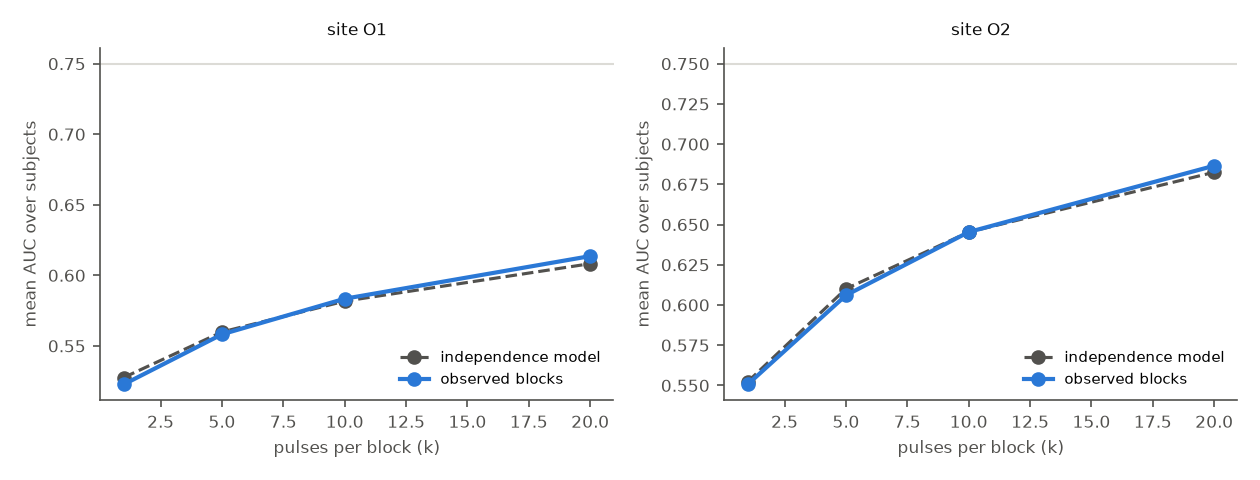 site O1
0.75
0.70
0.65
0.60
0.55
mean AUC over subjects
independence model
observed blocks
2.5 5.0 7.5 10.0 12.5 15.0 17.5 20.0
pulses per block (k)
site O2
0.750
0.725
0.700
0.675
0.650
0.625
0.600
0.575
0.550
mean AUC over subjects
independence model
observed blocks
2.5 5.0 7.5 10.0 12.5 15.0 17.5 20.0
pulses per block (k)